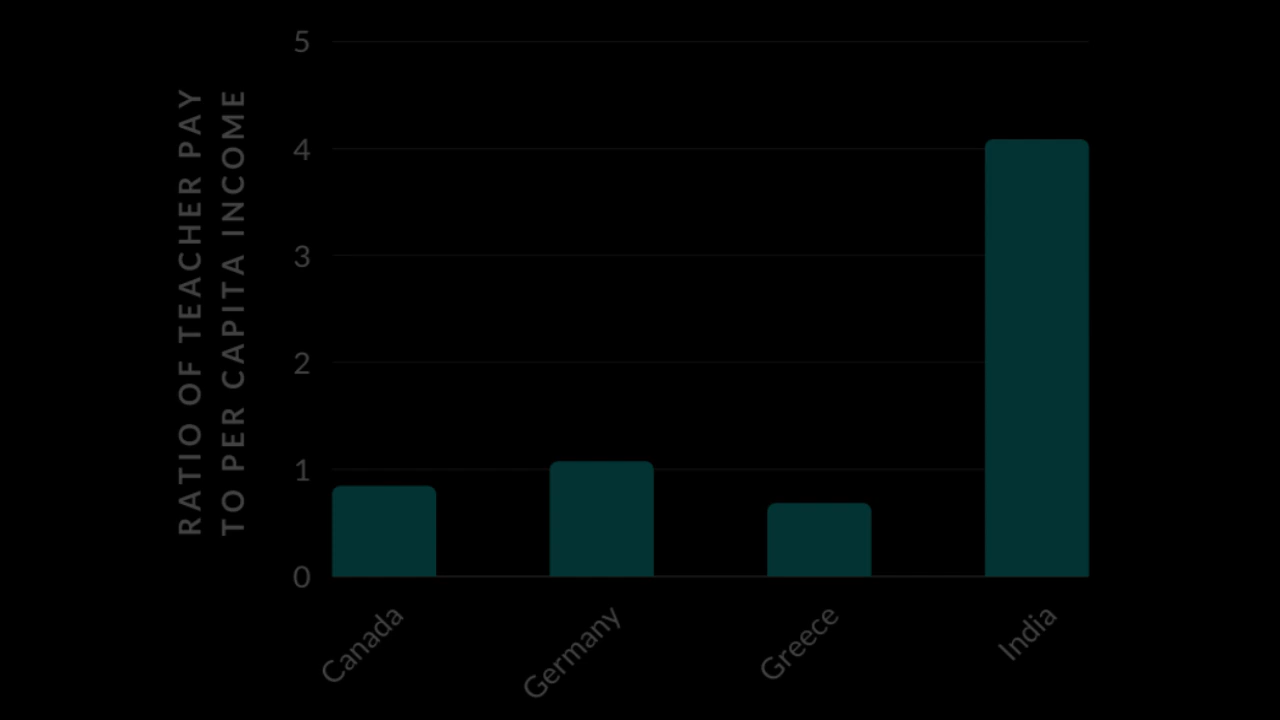 RATIO OF TEACHER PAY
TO PER CAPITA INCOME
5
4
3
2
1
0
Canada
Germany
Greece
India